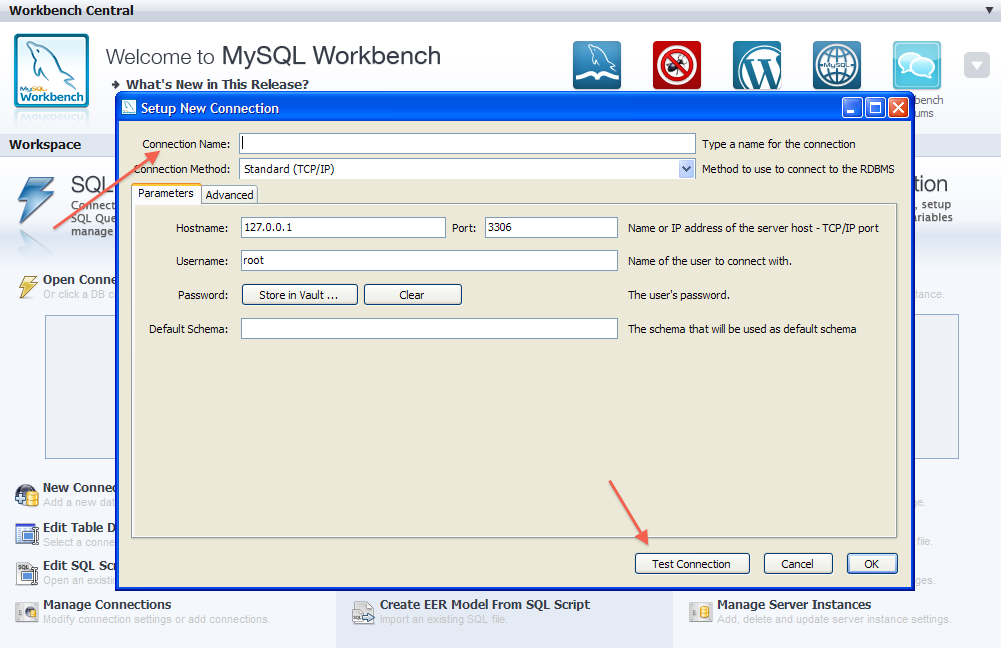 Workbench Central
MySQL
Workbench
Welcome to MySQL Workbench
What's New in This Release?
MySQL
bench
ums
Workspace
Setup New Connection
Connection Name:
Type a name for the connection
Connection Method: Standard (TCP/IP)
Method to use to connect to the RDBMS
Parameters
Advanced
Hostname: 127.0.0.1 Port: 3306
Name or IP address of the server host - TCP/IP port
Username: root
Name of the user to connect with.
Password: Store in Vault ... Clear
The user's password.
Default Schema:
The schema that will be used as default schema
Test Connection Cancel OK
SQL
Connect
SQL Que
manage
tion
, setup
riables
Open Conne
Or click a DB c
tance.
New Connec
Add a new dat
e.
Edit Table D
Select a conne
file.
Edit SQL Scr
Open an existin
ges.
Manage Connections
Modify connection settings or add connections.
Create EER Model From SQL Script
Import an existing SQL file.
Manage Server Instances
Add, delete and update server instance settings.